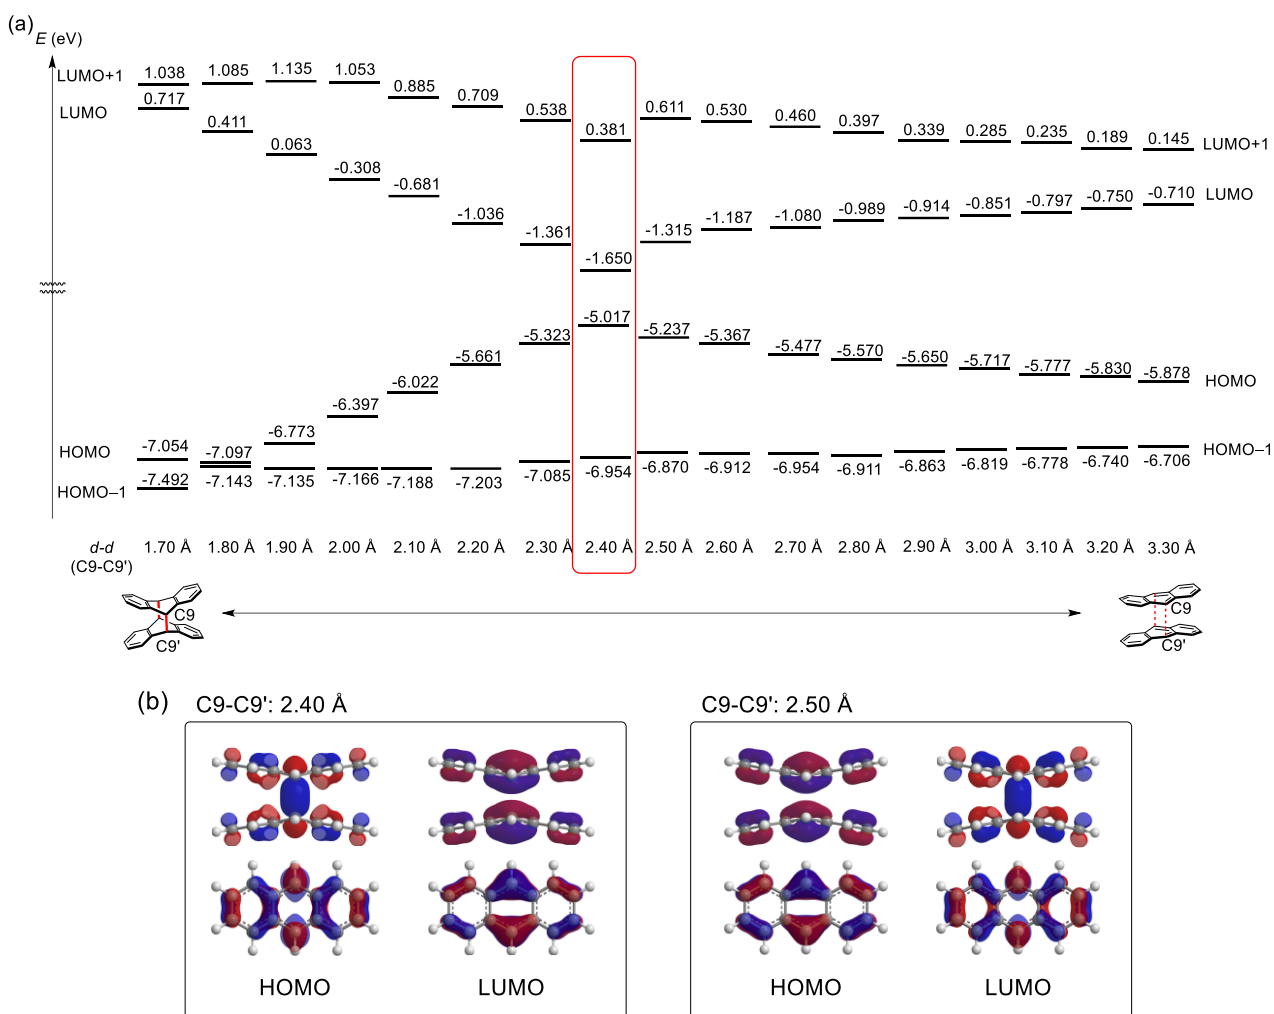 (a)
E (eV)
LUMO+1 1.038 1.085 1.135 1.053 0.885 0.709 0.538 0.381 0.611 0.530 0.460 0.397 0.339 0.285 0.235 0.189 0.145 LUMO+1
LUMO 0.717 0.411 0.063 -0.308 -0.681 -1.036 -1.361 -1.650 -1.315 -1.187 -1.080 -0.989 -0.914 -0.851 -0.797 -0.750 -0.710 LUMO
HOMO -7.054 -7.097 -6.773 -6.397 -6.022 -5.661 -5.323 -5.017 -5.237 -5.367 -5.477 -5.570 -5.650 -5.717 -5.777 -5.830 -5.878 HOMO
HOMO–1 -7.492 -7.143 -7.135 -7.166 -7.188 -7.203 -7.085 -6.954 -6.870 -6.912 -6.954 -6.911 -6.863 -6.819 -6.778 -6.740 -6.706 HOMO–1
d-d 1.70 Å 1.80 Å 1.90 Å 2.00 Å 2.10 Å 2.20 Å 2.30 Å 2.40 Å 2.50 Å 2.60 Å 2.70 Å 2.80 Å 2.90 Å 3.00 Å 3.10 Å 3.20 Å 3.30 Å
(C9-C9')
C9 C9
C9' C9'
(b) C9-C9': 2.40 Å C9-C9': 2.50 Å
HOMO LUMO HOMO LUMO